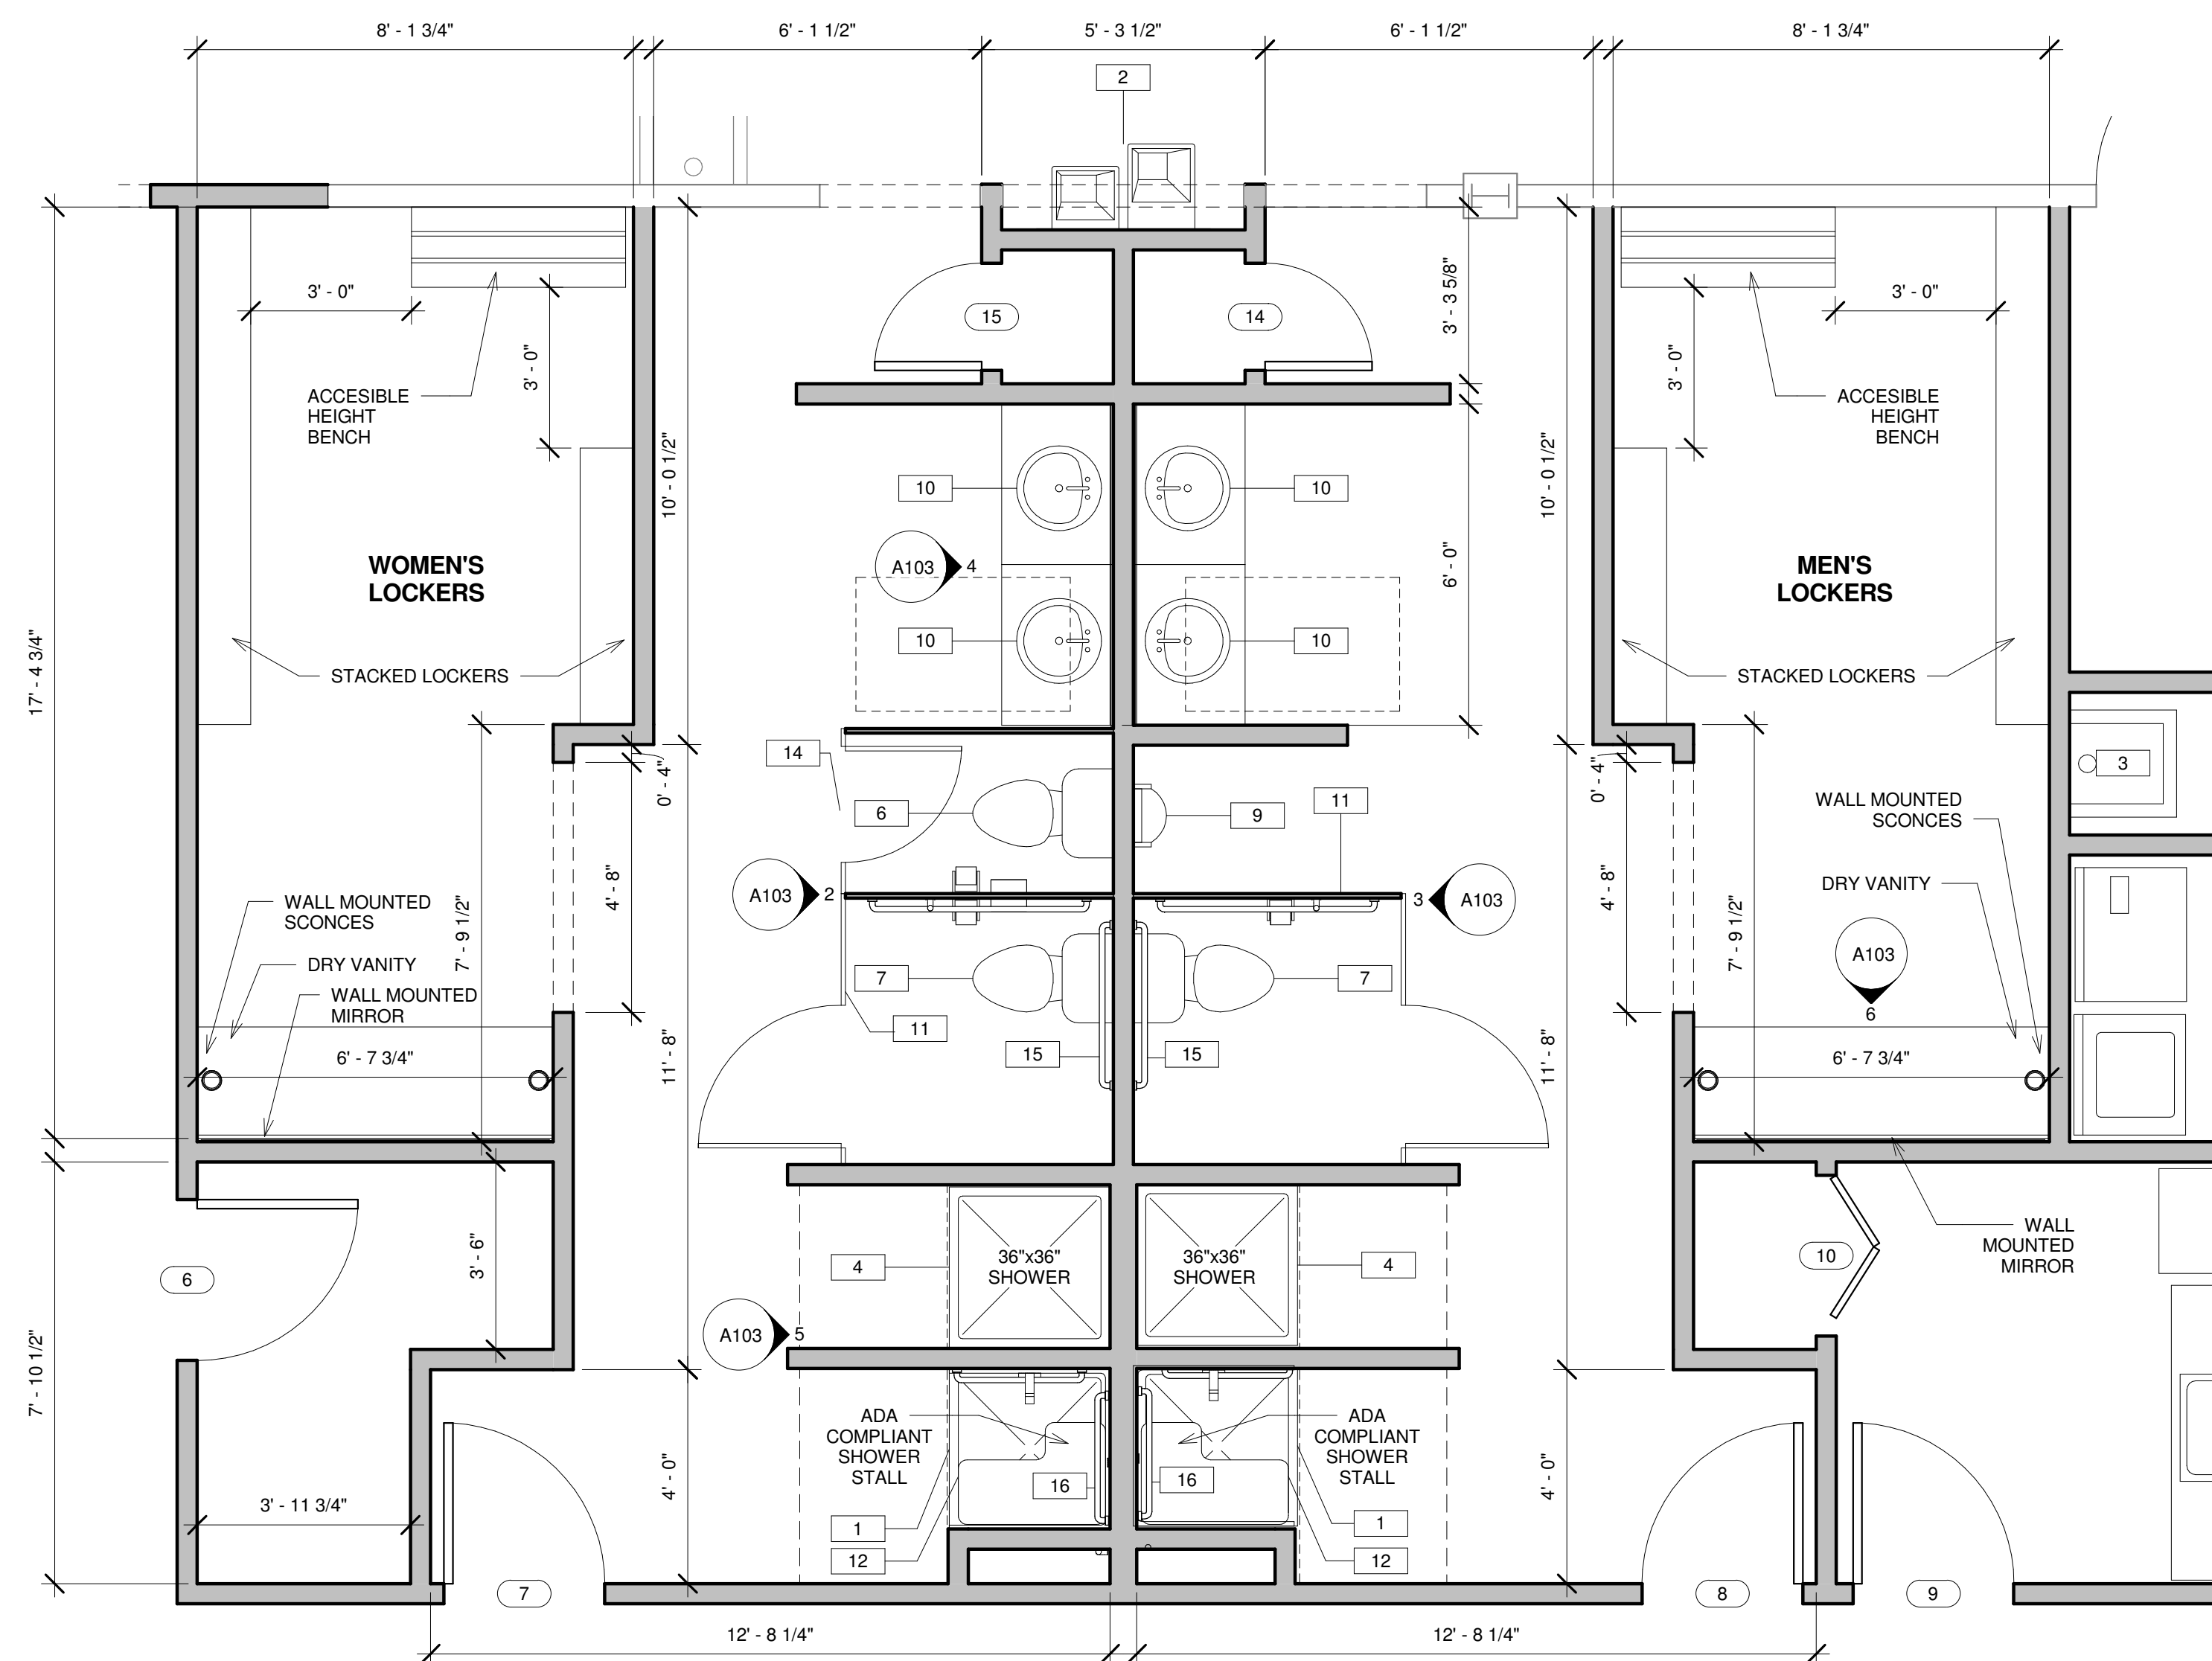 8' - 1 3/4"
6' - 1 1/2"
5' - 3 1/2"
6' - 1 1/2"
8' - 1 3/4"
2
3' - 0"
15
14
3' - 3 5/8"
3' - 0"
3' - 0"
3' - 0"
ACCESIBLE
HEIGHT
BENCH
ACCESIBLE
HEIGHT
BENCH
10' - 0 1/2"
10' - 0 1/2"
10
10
WOMEN'S
LOCKERS
A103
4
6' - 0"
MEN'S
LOCKERS
10
10
17' - 4 3/4"
STACKED LOCKERS
STACKED LOCKERS
14
0' - 4"
0' - 4"
3
6
9
11
WALL MOUNTED
SCONCES
4' - 8"
A103
2
3
A103
4' - 8"
DRY VANITY
WALL MOUNTED
SCONCES
7' - 9 1/2"
7' - 9 1/2"
A103
6
DRY VANITY
WALL MOUNTED
MIRROR
7
7
11
15
15
6' - 7 3/4"
11' - 8"
11' - 8"
6' - 7 3/4"
3' - 6"
6
4
36"x36"
SHOWER
36"x36"
SHOWER
4
10
WALL
MOUNTED
MIRROR
A103
5
7' - 10 1/2"
ADA
COMPLIANT
SHOWER
STALL
ADA
COMPLIANT
SHOWER
STALL
4' - 0"
16
16
4' - 0"
3' - 11 3/4"
1
1
12
12
7
8
9
12' - 8 1/4"
12' - 8 1/4"